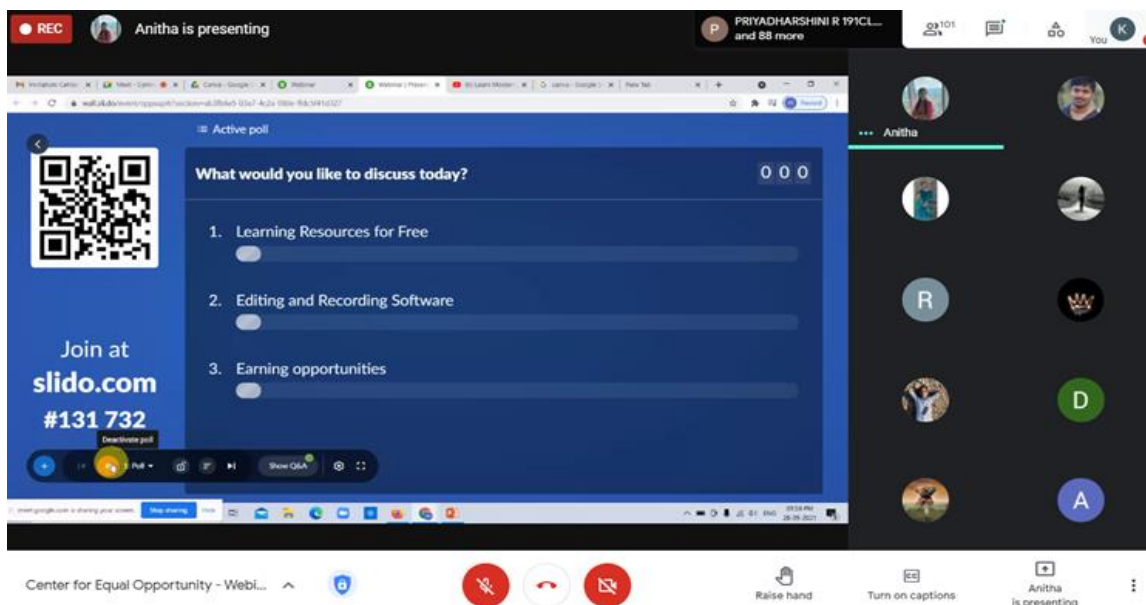 REC
Anitha is presenting
P
PRIYADHARSHINI R 191CL...
and 88 more
101
You
K
Active poll
What would you like to discuss today?
0 0 0
1. Learning Resources for Free
2. Editing and Recording Software
3. Earning opportunities
Join at
slido.com
#131 732
Deactivate poll
Poll
Show Q&A
Stop sharing
ENG
Anitha
R
D
A
Center for Equal Opportunity - Webi...
Raise hand
Turn on captions
Anitha
is presenting